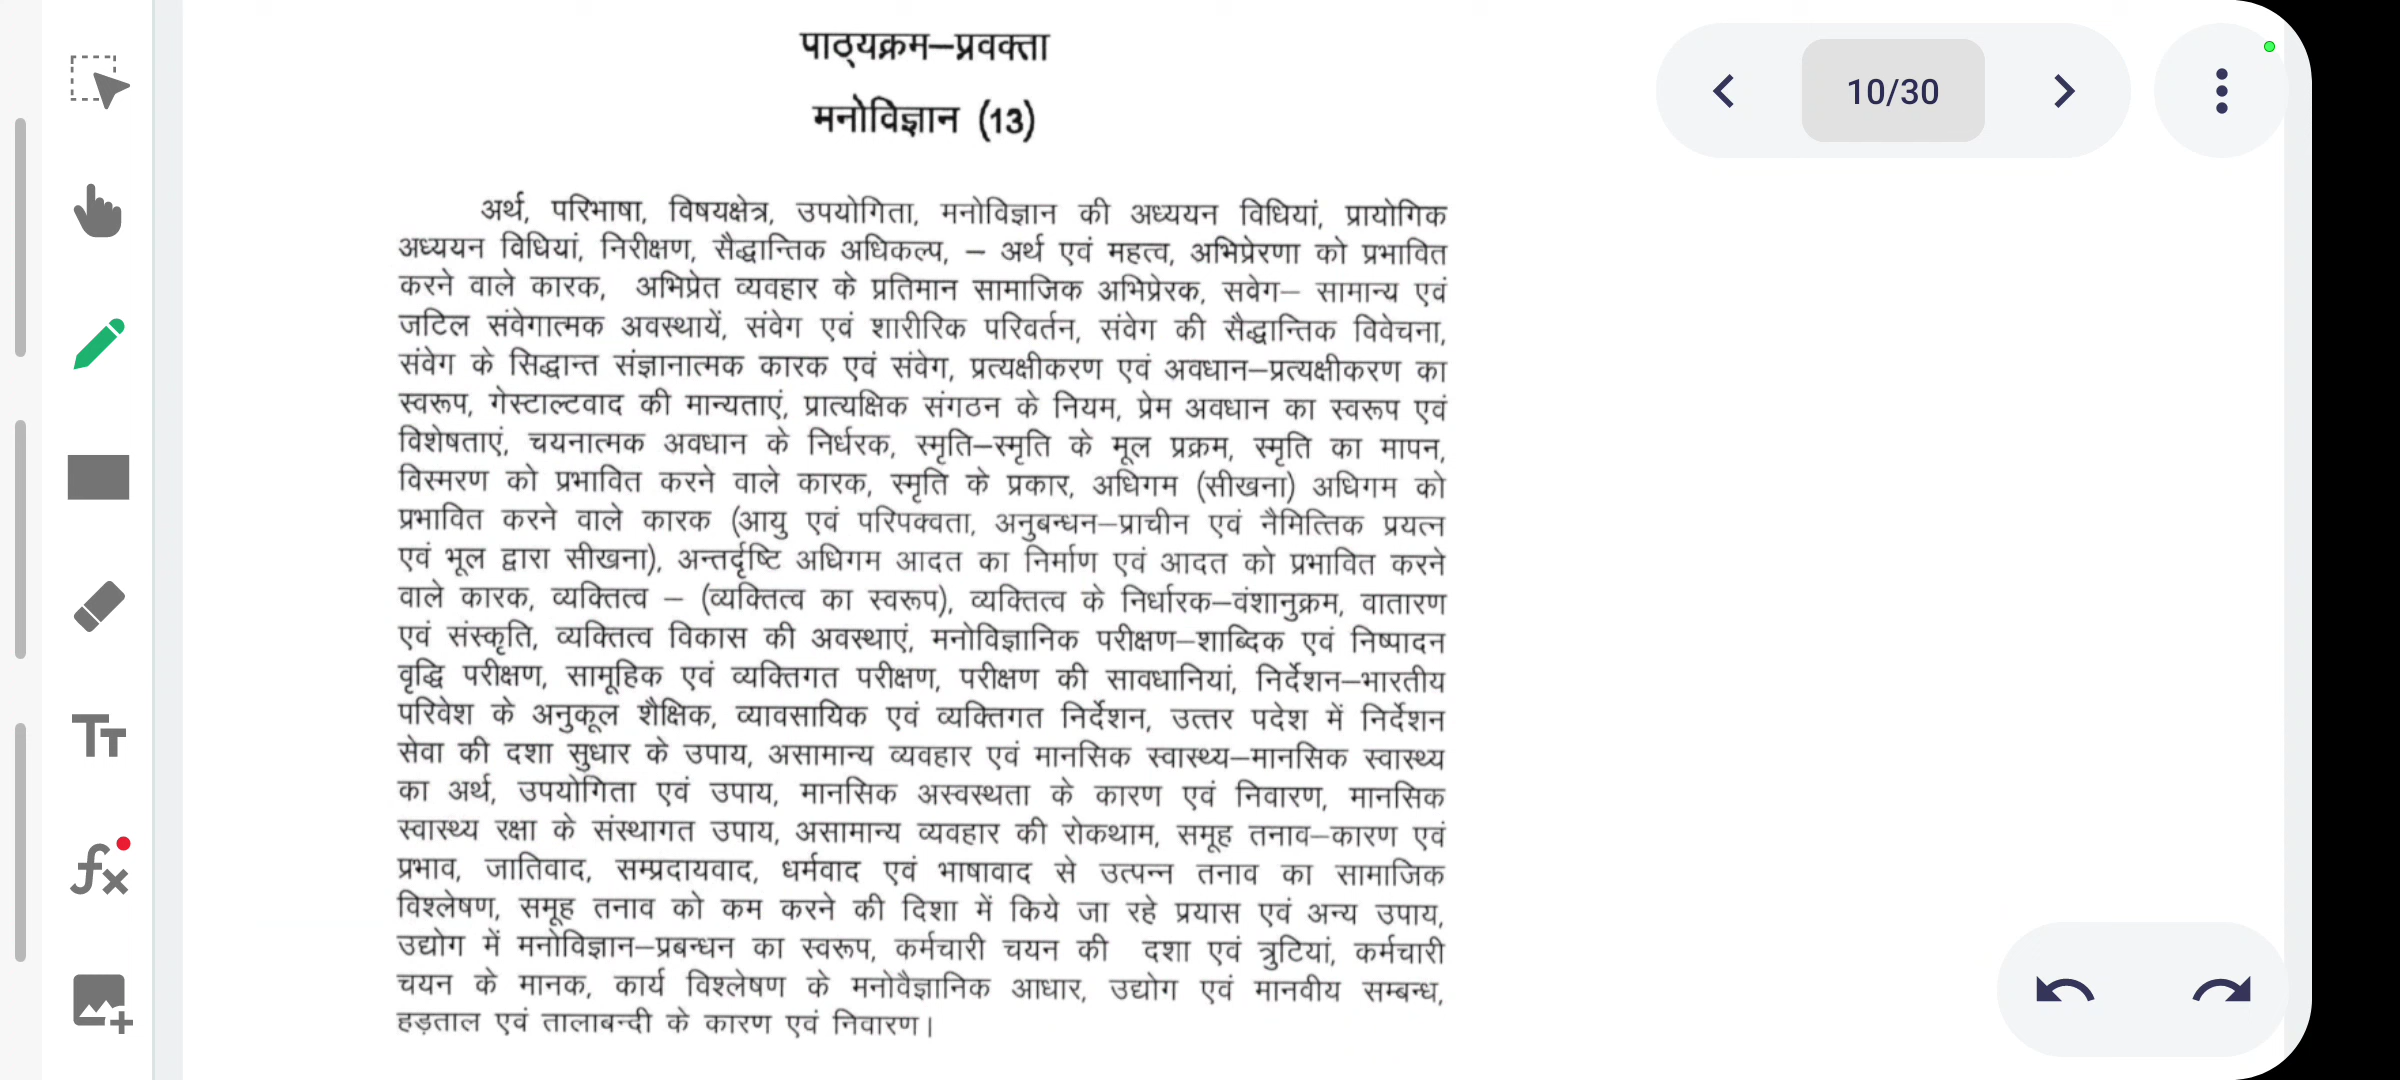 पाठ्यक्रम–प्रवक्ता
10/30
मनोविज्ञान (13)
अर्थ, परिभाषा, विषयक्षेत्र, उपयोगिता, मनोविज्ञान की अध्ययन विधियां, प्रायोगिक
अध्ययन विधियां, निरीक्षण, सैद्धान्तिक अधिकल्प, – अर्थ एवं महत्व, अभिप्रेरणा को प्रभावित
करने वाले कारक, अभिप्रेत व्यवहार के प्रतिमान सामाजिक अभिप्रेरक, सवेग– सामान्य एवं
जटिल संवेगात्मक अवस्थायें, संवेग एवं शारीरिक परिवर्तन, संवेग की सैद्धान्तिक विवेचना,
संवेग के सिद्धान्त संज्ञानात्मक कारक एवं संवेग, प्रत्यक्षीकरण एवं अवधान–प्रत्यक्षीकरण का
स्वरूप, गेस्टाल्टवाद की मान्यताएं, प्रात्यक्षिक संगठन के नियम, प्रेम अवधान का स्वरूप एवं
विशेषताएं, चयनात्मक अवधान के निर्धरक, स्मृति–स्मृति के मूल प्रक्रम, स्मृति का मापन,
विस्मरण को प्रभावित करने वाले कारक, स्मृति के प्रकार, अधिगम (सीखना) अधिगम को
प्रभावित करने वाले कारक (आयु एवं परिपक्वता, अनुबन्धन–प्राचीन एवं नैमित्तिक प्रयत्न
एवं भूल द्वारा सीखना), अन्तर्दृष्टि अधिगम आदत का निर्माण एवं आदत को प्रभावित करने
वाले कारक, व्यक्तित्व – (व्यक्तित्व का स्वरूप), व्यक्तित्व के निर्धारक–वंशानुक्रम, वातारण
एवं संस्कृति, व्यक्तित्व विकास की अवस्थाएं, मनोविज्ञानिक परीक्षण–शाब्दिक एवं निष्पादन
वृद्धि परीक्षण, सामूहिक एवं व्यक्तिगत परीक्षण, परीक्षण की सावधानियां, निर्देशन–भारतीय
परिवेश के अनुकूल शैक्षिक, व्यावसायिक एवं व्यक्तिगत निर्देशन, उत्तर पदेश में निर्देशन
सेवा की दशा सुधार के उपाय, असामान्य व्यवहार एवं मानसिक स्वास्थ्य–मानसिक स्वास्थ्य
का अर्थ, उपयोगिता एवं उपाय, मानसिक अस्वस्थता के कारण एवं निवारण, मानसिक
स्वास्थ्य रक्षा के संस्थागत उपाय, असामान्य व्यवहार की रोकथाम, समूह तनाव–कारण एवं
प्रभाव, जातिवाद, सम्प्रदायवाद, धर्मवाद एवं भाषावाद से उत्पन्न तनाव का सामाजिक
विश्लेषण, समूह तनाव को कम करने की दिशा में किये जा रहे प्रयास एवं अन्य उपाय,
उद्योग में मनोविज्ञान–प्रबन्धन का स्वरूप, कर्मचारी चयन की दशा एवं त्रुटियां, कर्मचारी
चयन के मानक, कार्य विश्लेषण के मनोवैज्ञानिक आधार, उद्योग एवं मानवीय सम्बन्ध,
हड़ताल एवं तालाबन्दी के कारण एवं निवारण।